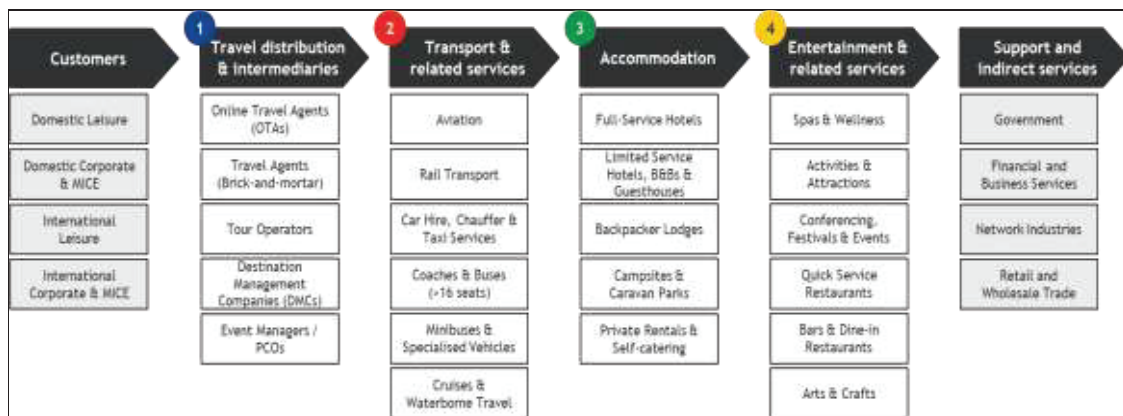 1
2
3
4
Customers
Travel distribution
& intermediaries
Transport &
related services
Accommodation
Entertainment &
related services
Support and
indirect services
Domestic Leisure
Domestic Corporate
& MICE
International
Leisure
International
Corporate & MICE
Online Travel Agents
(OTAs)
Travel Agents
(Brick-and-mortar)
Tour Operators
Destination
Management
Companies (DMCs)
Event Managers /
PCOs
Aviation
Rail Transport
Car Hire, Chauffer &
Taxi Services
Coaches & Buses
(>16 seats)
Minibuses &
Specialised Vehicles
Cruises &
Waterborne Travel
Full-Service Hotels
Limited Service
Hotels, B&Bs &
Guesthouses
Backpacker Lodges
Campsites &
Caravan Parks
Private Rentals &
Self-catering
Spas & Wellness
Activities &
Attractions
Conferencing,
Festivals & Events
Quick Service
Restaurants
Bars & Dine-in
Restaurants
Arts & Crafts
Government
Financial and
Business Services
Network Industries
Retail and
Wholesale Trade